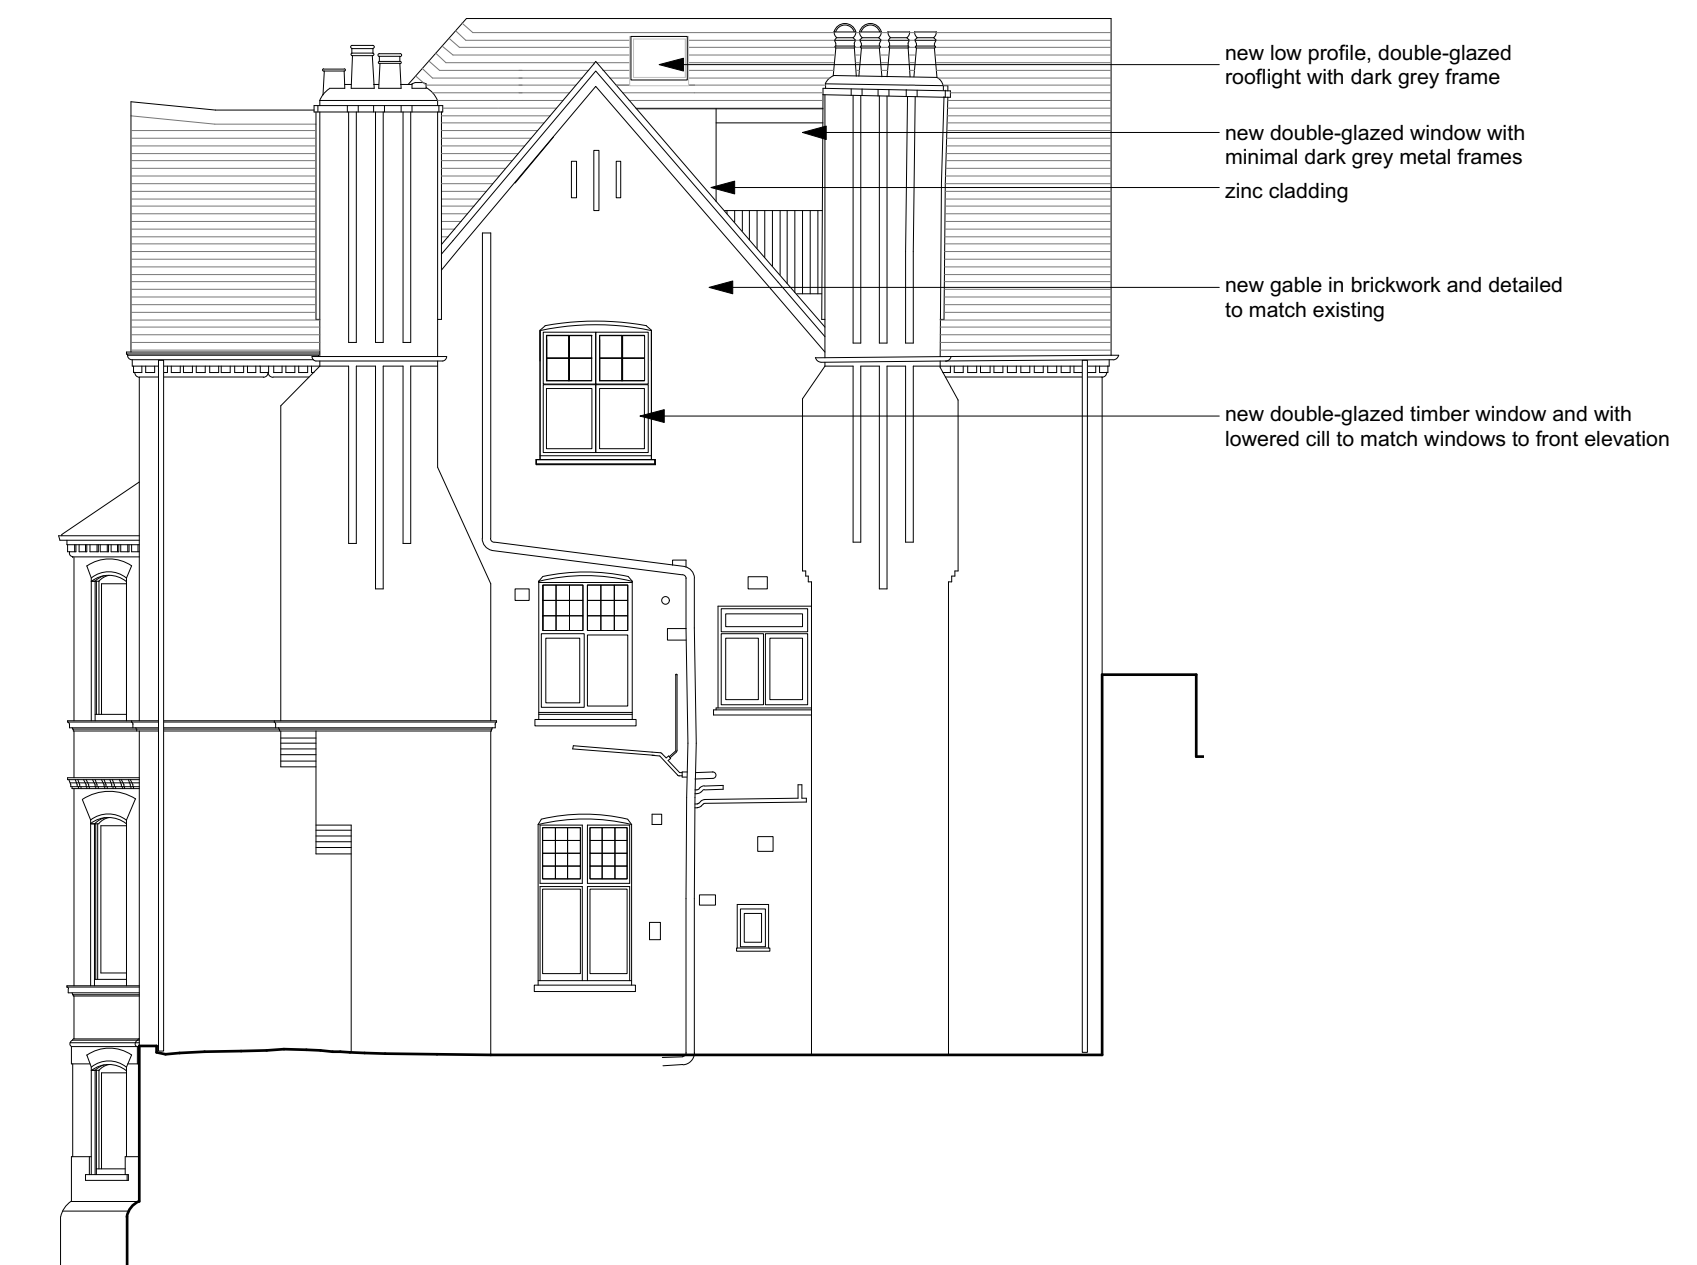 new low profile, double-glazed
rooflight with dark grey frame
new double-glazed window with
minimal dark grey metal frames
zinc cladding
new gable in brickwork and detailed
to match existing
new double-glazed timber window and with
lowered cill to match windows to front elevation